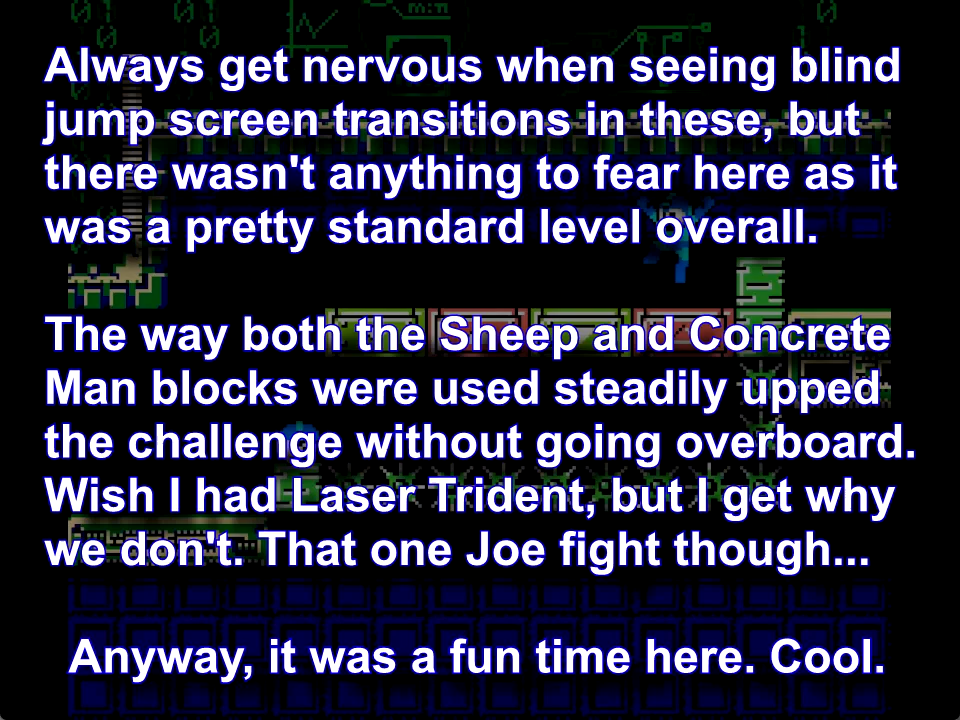 Always get nervous when seeing blind
jump screen transitions in these, but
there wasn't anything to fear here as it
was a pretty standard level overall.
The way both the Sheep and Concrete
Man blocks were used steadily upped
the challenge without going overboard.
Wish I had Laser Trident, but I get why
we don't. That one Joe fight though...
Anyway, it was a fun time here. Cool.